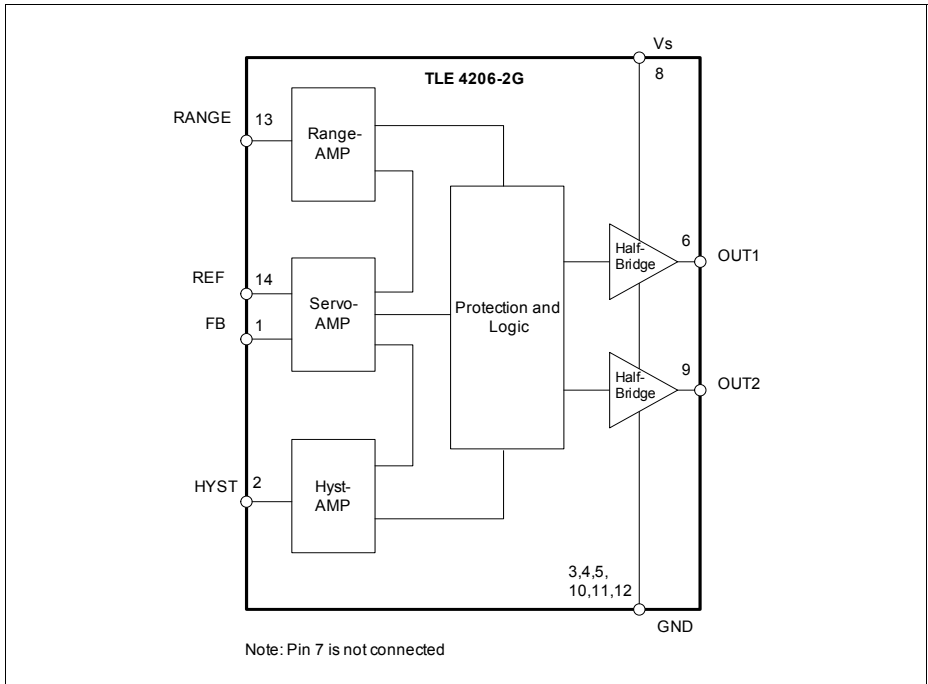 Vs
8
TLE 4206-2G
RANGE
13
Range-
AMP
REF
14
FB
1
Servo-
AMP
Protection and
Logic
Half-
Bridge
6
OUT1
Half-
Bridge
9
OUT2
HYST
2
Hyst-
AMP
3,4,5,
10,11,12
GND
Note: Pin 7 is not connected